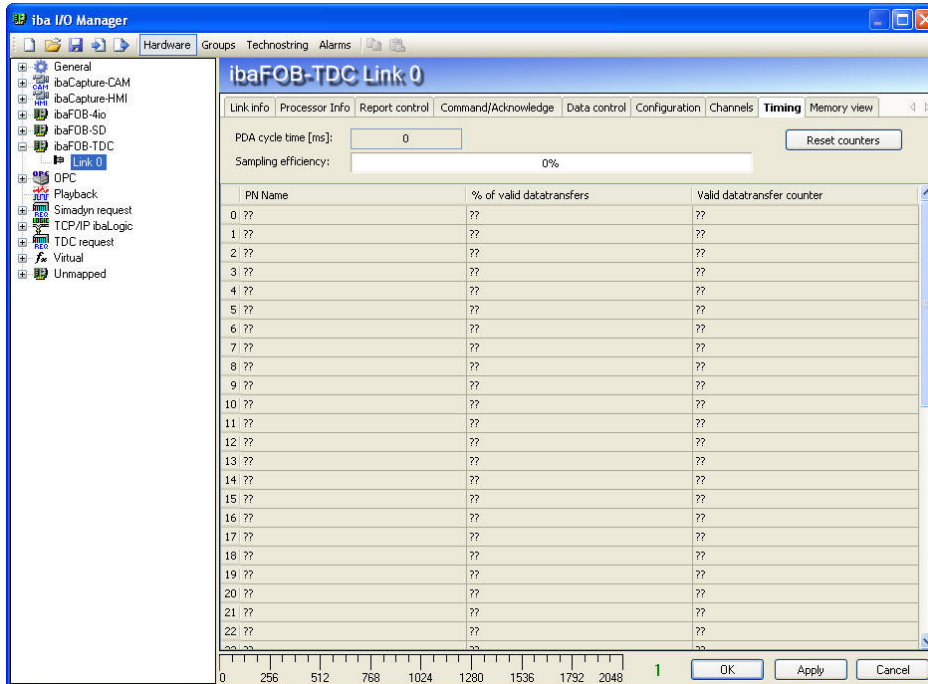 iba I/O Manager
Hardware Groups Technostring Alarms
General
ibaCapture-CAM
ibaCapture-HMI
ibaFOB-4io
ibaFOB-SD
ibaFOB-TDC
Link 0
OPC
Playback
Simadyn request
TCP/IP ibaLogic
TDC request
Virtual
Unmapped
ibaFOB-TDC Link 0
Link info Processor Info Report control Command/Acknowledge Data control Configuration Channels Timing Memory view
PDA cycle time [ms]: 0 Reset counters
Sampling efficiency: 0%
PN Name % of valid datatransfers Valid datatransfer counter
0 ?? ?? ??
1 ?? ?? ??
2 ?? ?? ??
3 ?? ?? ??
4 ?? ?? ??
5 ?? ?? ??
6 ?? ?? ??
7 ?? ?? ??
8 ?? ?? ??
9 ?? ?? ??
10 ?? ?? ??
11 ?? ?? ??
12 ?? ?? ??
13 ?? ?? ??
14 ?? ?? ??
15 ?? ?? ??
16 ?? ?? ??
17 ?? ?? ??
18 ?? ?? ??
19 ?? ?? ??
20 ?? ?? ??
21 ?? ?? ??
22 ?? ?? ??
0 256 512 768 1024 1280 1536 1792 2048 1 OK Apply Cancel